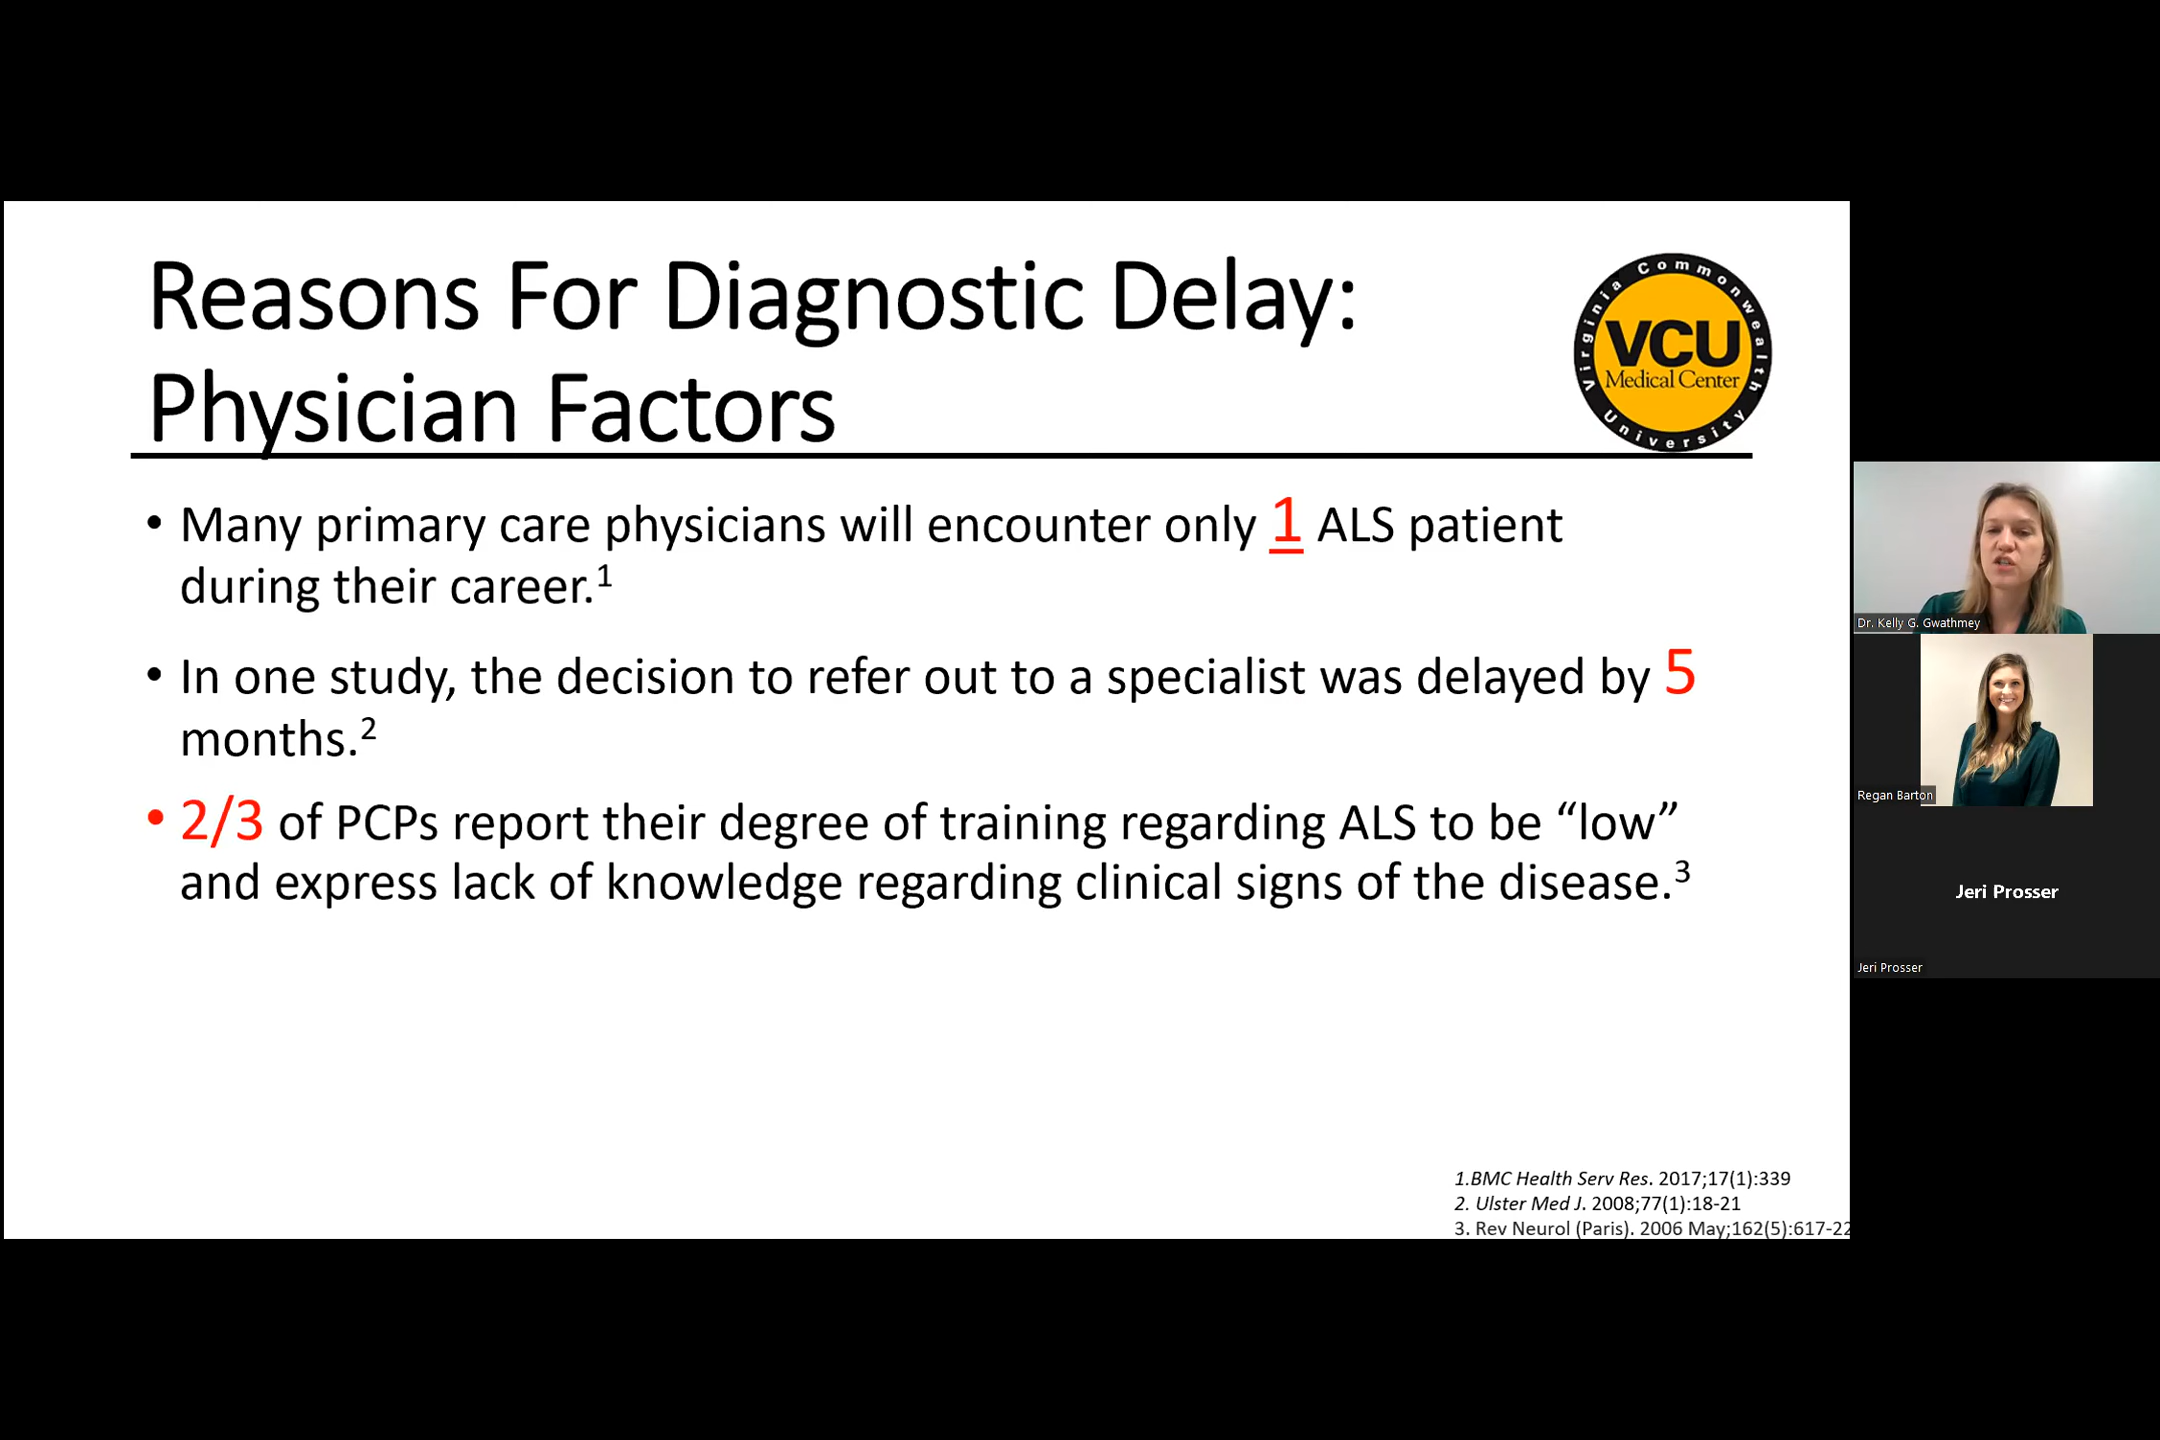 Reasons For Diagnostic Delay:
Physician Factors
Virginia Commonwealth University
VCU
Medical Center
• Many primary care physicians will encounter only 1 ALS patient
during their career.1
• In one study, the decision to refer out to a specialist was delayed by 5
months.2
• 2/3 of PCPs report their degree of training regarding ALS to be “low”
and express lack of knowledge regarding clinical signs of the disease.3
1.BMC Health Serv Res. 2017;17(1):339
2. Ulster Med J. 2008;77(1):18-21
3. Rev Neurol (Paris). 2006 May;162(5):617-22
Dr. Kelly G. Gwathmey
Regan Barton
Jeri Prosser
Jeri Prosser